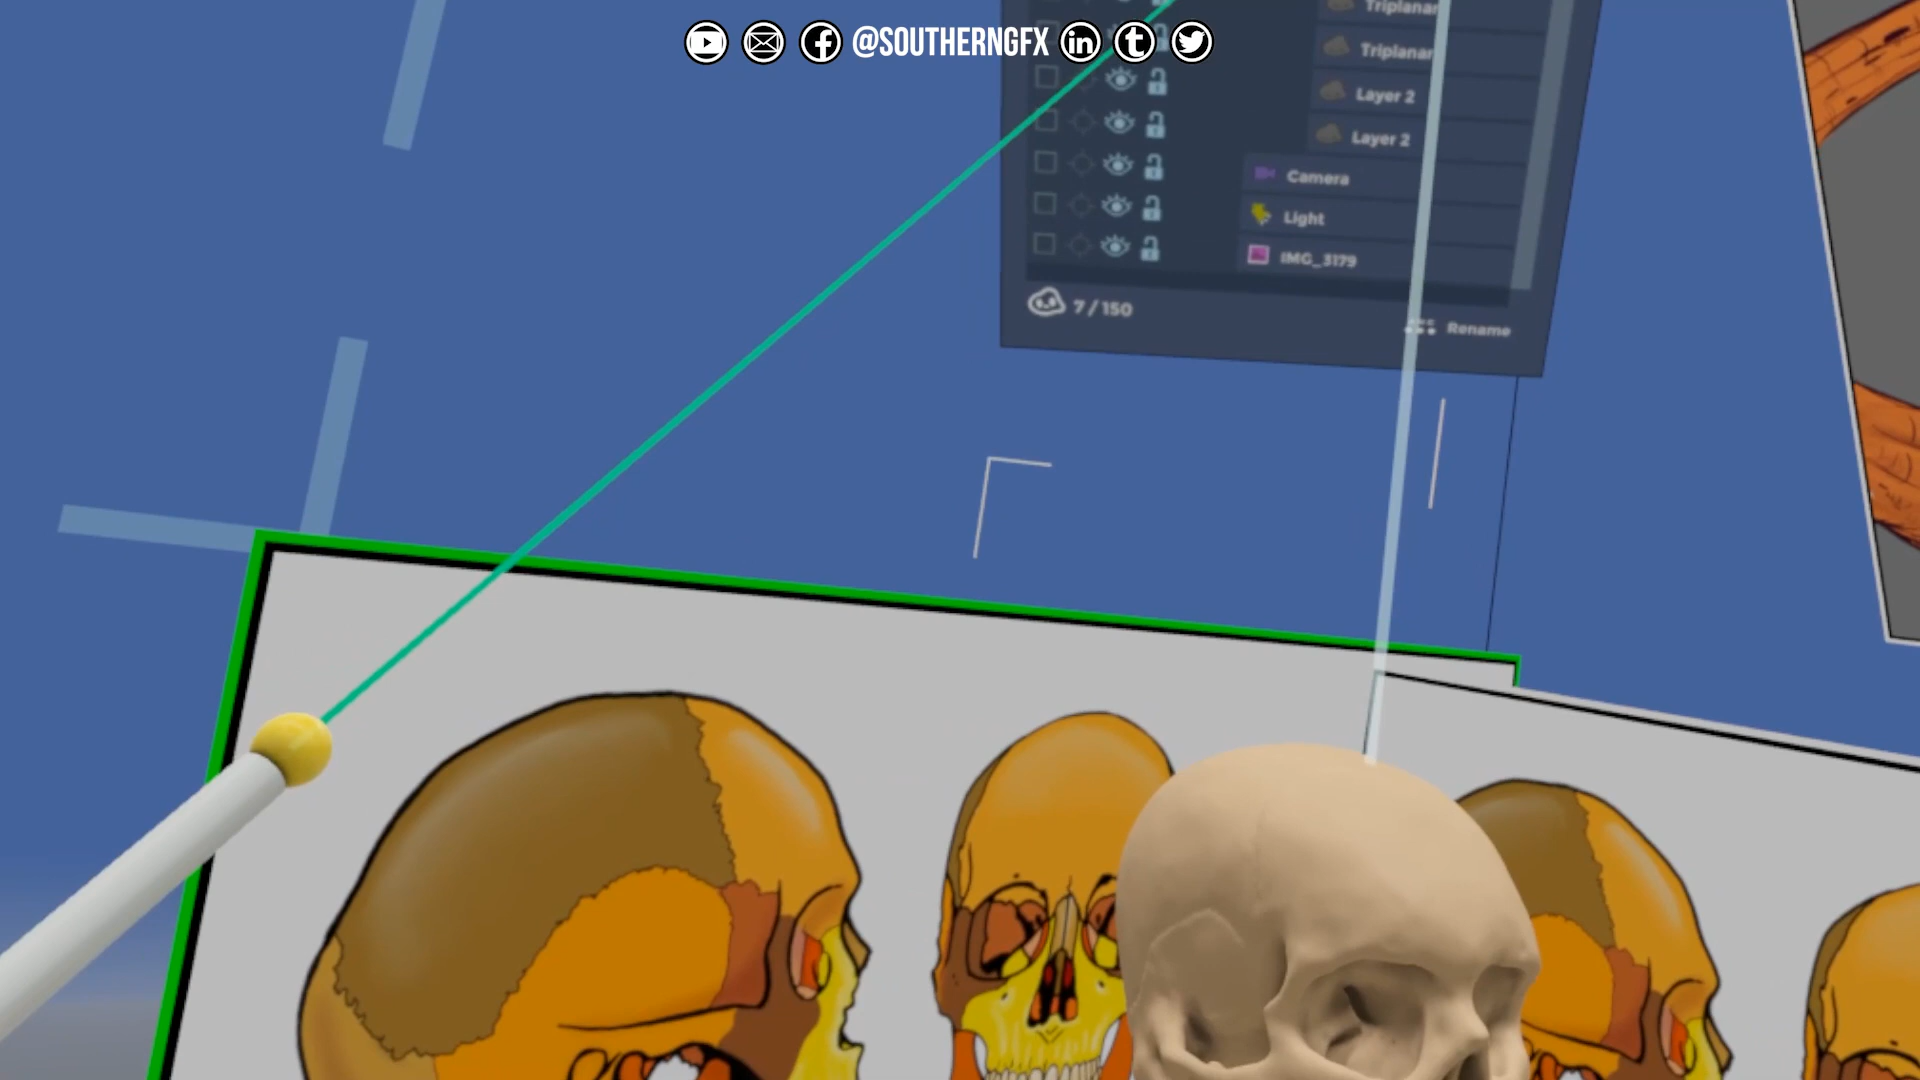 @SOUTHERNGFX
Triplanar
Triplanar
Layer 2
Layer 2
Camera
Light
IMG_3179
7 / 150
Rename